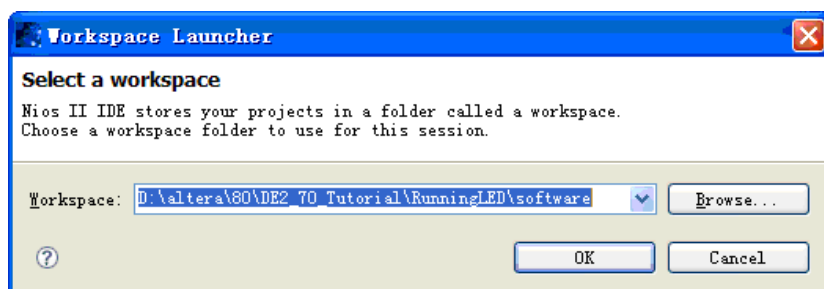 Workspace Launcher
Select a workspace
Nios II IDE stores your projects in a folder called a workspace.
Choose a workspace folder to use for this session.
Workspace: D:\altera\80\DE2_70_Tutorial\RunningLED\software Browse...
? OK Cancel